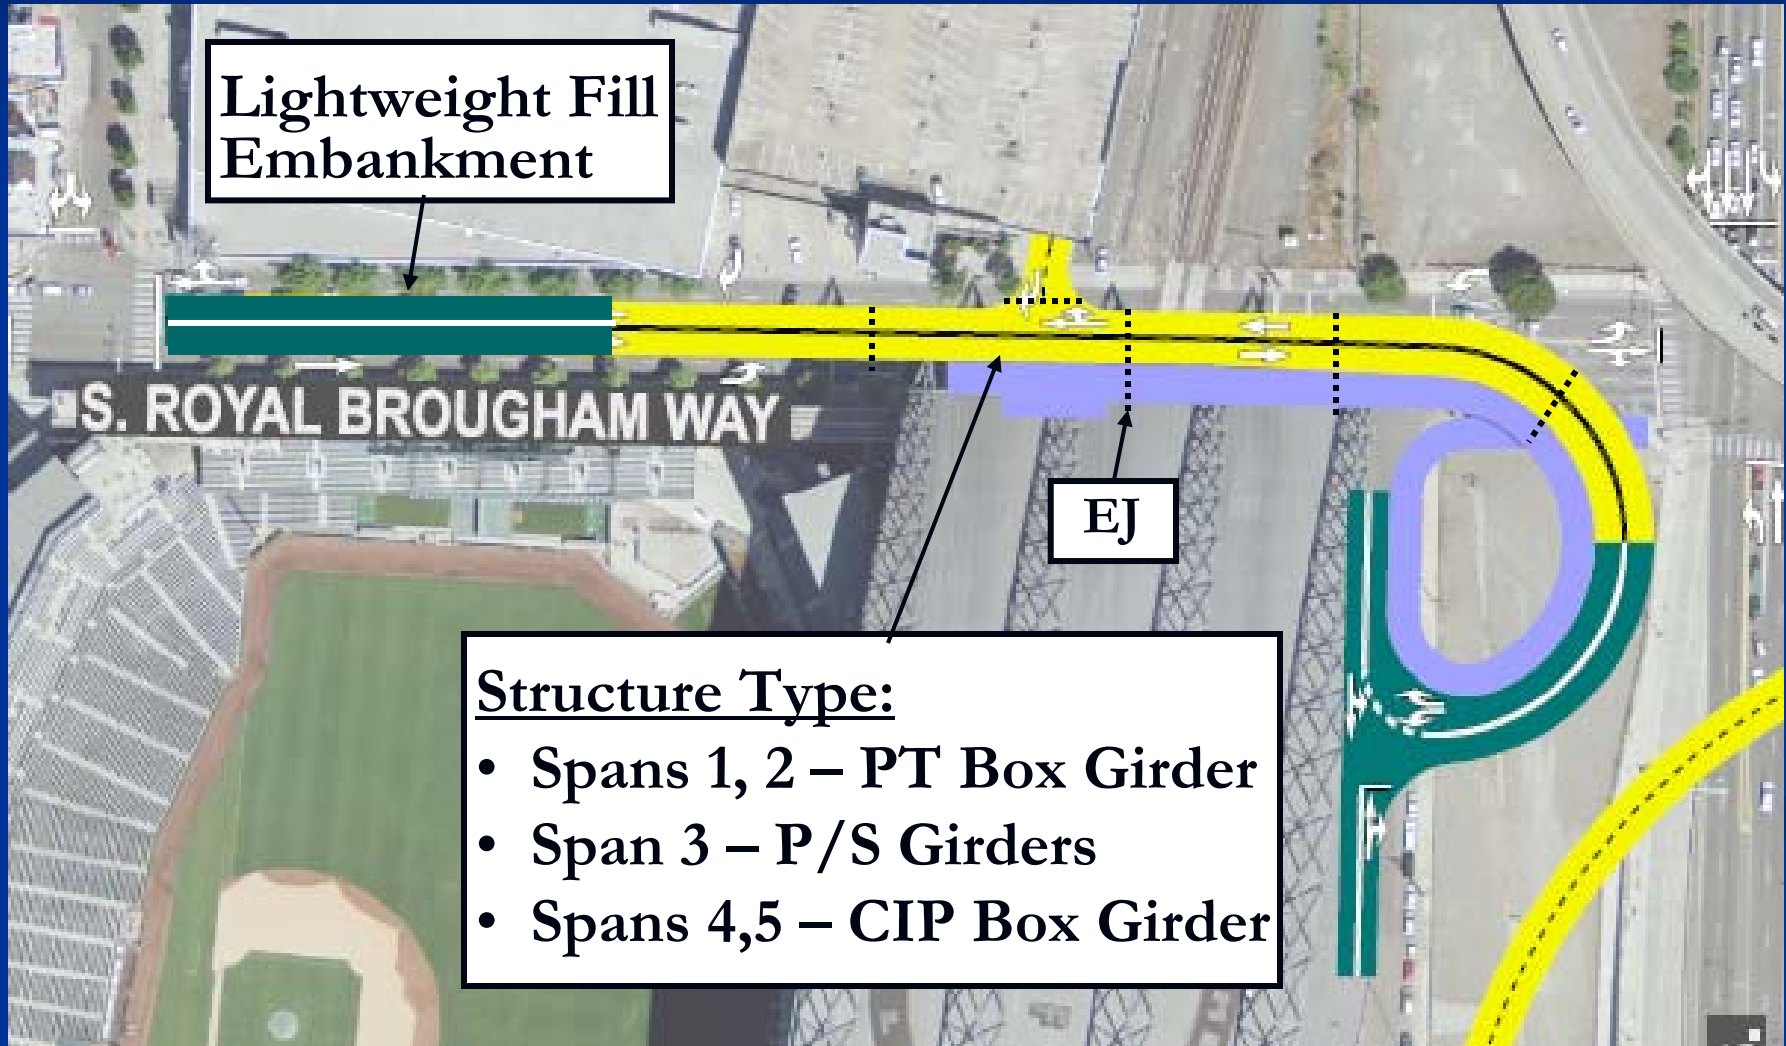 Lightweight Fill
Embankment
S. ROYAL BROUGHAM WAY
EJ
Structure Type:
• Spans 1, 2 – PT Box Girder
• Span 3 – P/S Girders
• Spans 4,5 – CIP Box Girder